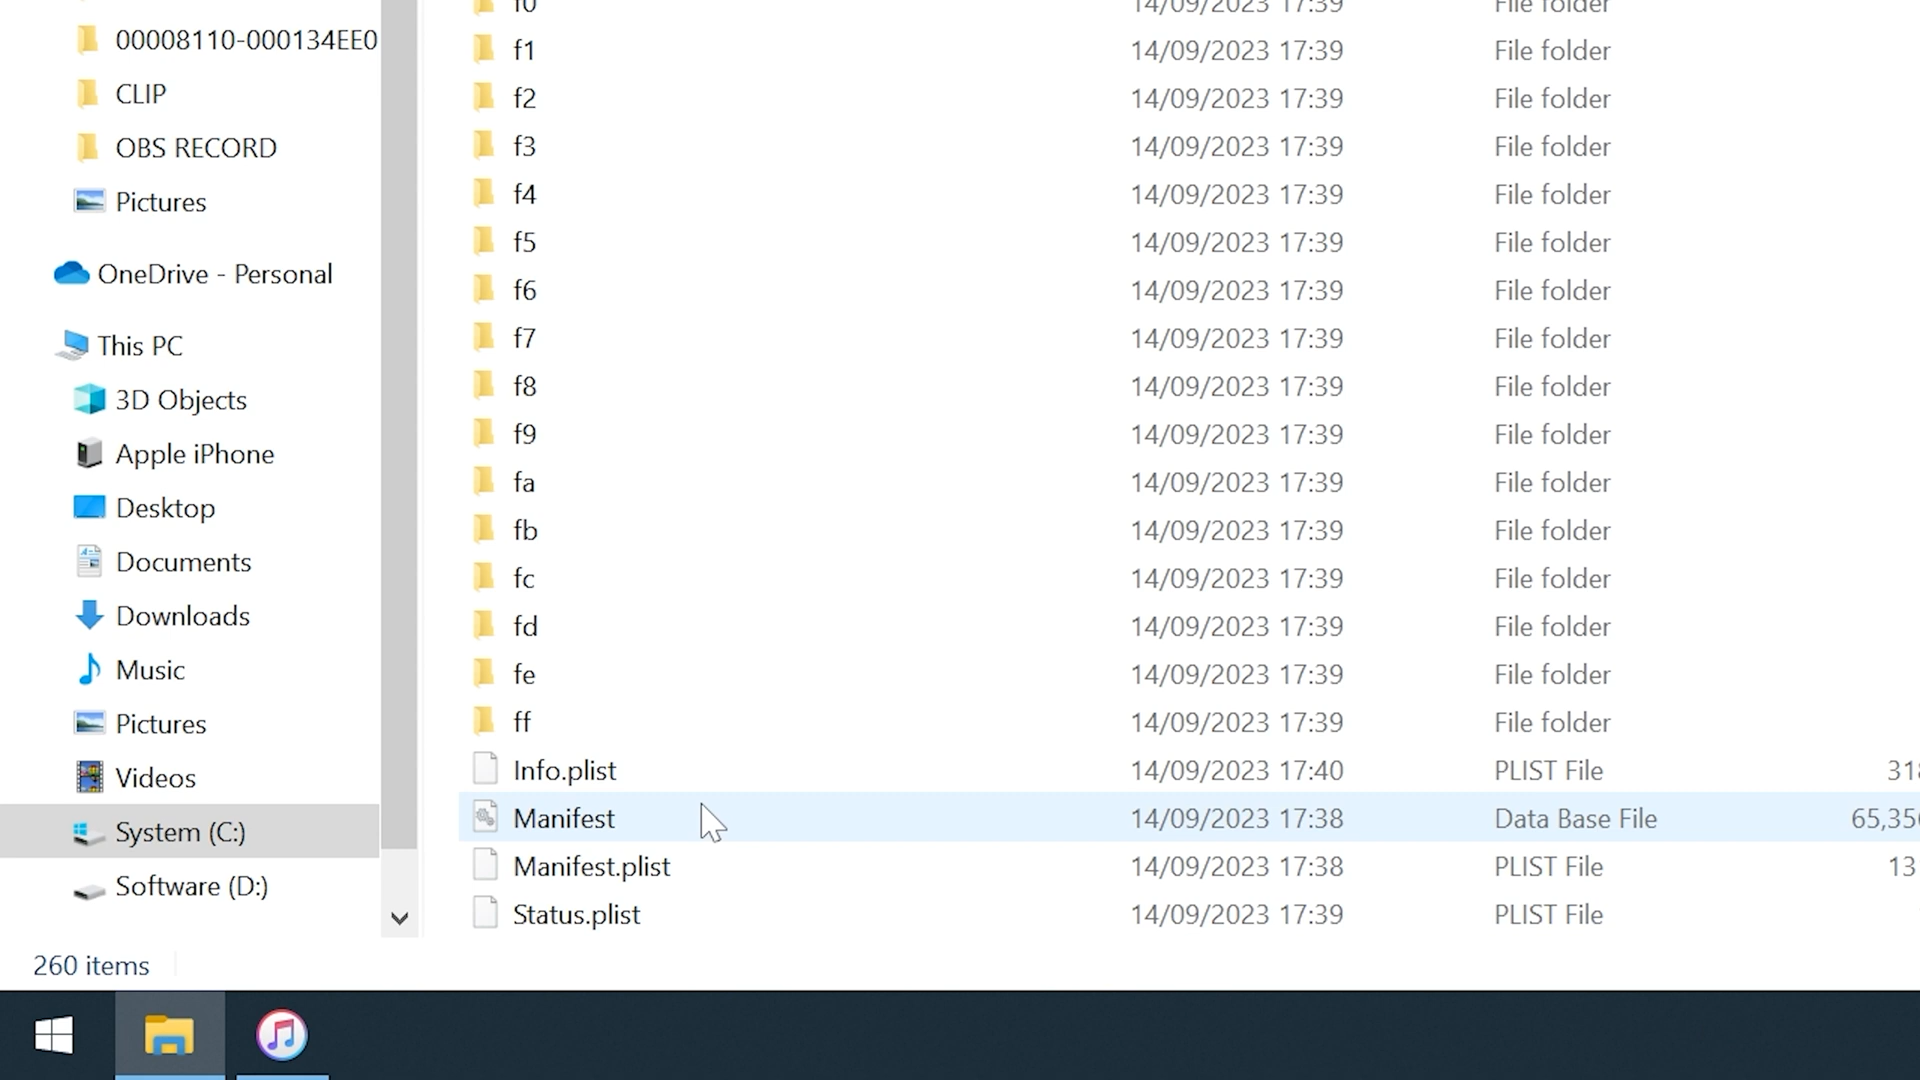 00008110-000134EE0
CLIP
OBS RECORD
Pictures
OneDrive - Personal
This PC
3D Objects
Apple iPhone
Desktop
Documents
Downloads
Music
Pictures
Videos
System (C:)
Software (D:)
f0 14/09/2023 17:39 File folder
f1 14/09/2023 17:39 File folder
f2 14/09/2023 17:39 File folder
f3 14/09/2023 17:39 File folder
f4 14/09/2023 17:39 File folder
f5 14/09/2023 17:39 File folder
f6 14/09/2023 17:39 File folder
f7 14/09/2023 17:39 File folder
f8 14/09/2023 17:39 File folder
f9 14/09/2023 17:39 File folder
fa 14/09/2023 17:39 File folder
fb 14/09/2023 17:39 File folder
fc 14/09/2023 17:39 File folder
fd 14/09/2023 17:39 File folder
fe 14/09/2023 17:39 File folder
ff 14/09/2023 17:39 File folder
Info.plist 14/09/2023 17:40 PLIST File 318
Manifest 14/09/2023 17:38 Data Base File 65,356
Manifest.plist 14/09/2023 17:38 PLIST File 13
Status.plist 14/09/2023 17:39 PLIST File
260 items